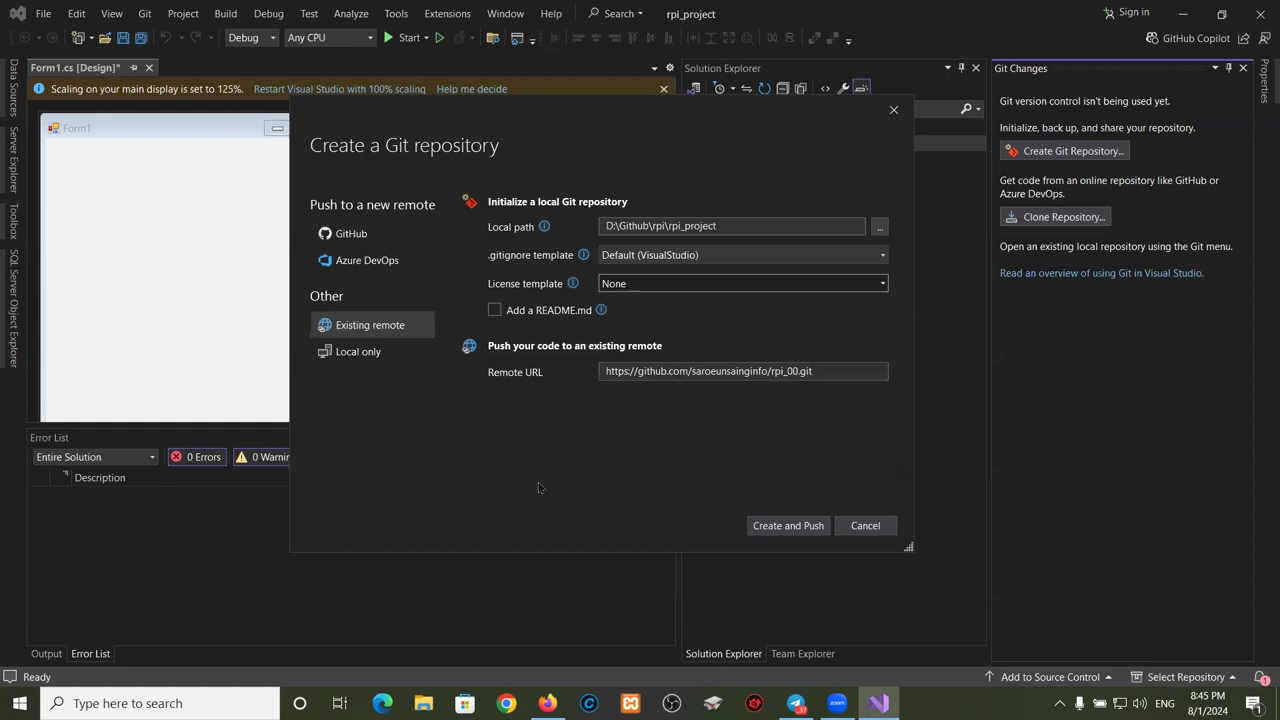 File Edit View Git Project Build Debug Test Analyze Tools Extensions Window Help Search rpi_project Sign in
Debug Any CPU Start GitHub Copilot
Form1.cs [Design]*
Scaling on your main display is set to 125%. Restart Visual Studio with 100% scaling Help me decide
Data Sources
Server Explorer
Toolbox
SQL Server Object Explorer
Form1
Create a Git repository
Push to a new remote
GitHub
Azure DevOps
Other
Existing remote
Local only
Initialize a local Git repository
Local path D:\Github\rpi\rpi_project ...
.gitignore template Default (VisualStudio)
License template None
Add a README.md
Push your code to an existing remote
Remote URL https://github.com/saroeunsainginfo/rpi_00.git
Create and Push Cancel
Solution Explorer
Git Changes
Git version control isn't being used yet.
Initialize, back up, and share your repository.
Create Git Repository...
Get code from an online repository like GitHub or
Azure DevOps.
Clone Repository...
Open an existing local repository using the Git menu.
Read an overview of using Git in Visual Studio.
Properties
Error List
Entire Solution 0 Errors 0 Warnin
Description
Output Error List
Solution Explorer Team Explorer
Ready Add to Source Control Select Repository 1
Type here to search 37 zoom ENG 8:45 PM
8/1/2024 1